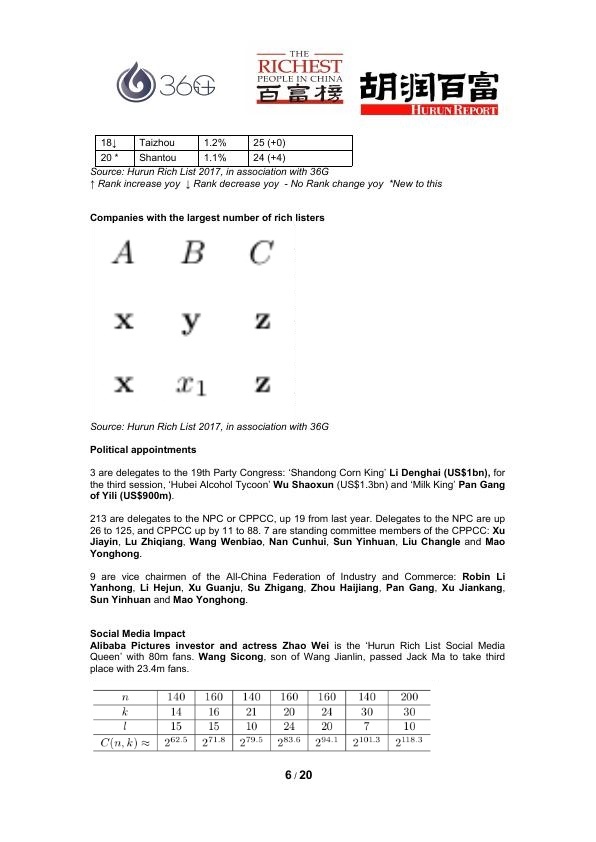 36G
THE
RICHEST
PEOPLE IN CHINA
百富榜
胡润百富
HURUN REPORT
18↓ Taizhou 1.2% 25 (+0)
20 * Shantou 1.1% 24 (+4)
Source: Hurun Rich List 2017, in association with 36G
↑ Rank increase yoy ↓ Rank decrease yoy - No Rank change yoy *New to this
Companies with the largest number of rich listers
A B C
x y z
x x₁ z
Source: Hurun Rich List 2017, in association with 36G
Political appointments
3 are delegates to the 19th Party Congress: ‘Shandong Corn King’ Li Denghai (US$1bn), for
the third session, ‘Hubei Alcohol Tycoon’ Wu Shaoxun (US$1.3bn) and ‘Milk King’ Pan Gang
of Yili (US$900m).
213 are delegates to the NPC or CPPCC, up 19 from last year. Delegates to the NPC are up
26 to 125, and CPPCC up by 11 to 88. 7 are standing committee members of the CPPCC: Xu
Jiayin, Lu Zhiqiang, Wang Wenbiao, Nan Cunhui, Sun Yinhuan, Liu Changle and Mao
Yonghong.
9 are vice chairmen of the All-China Federation of Industry and Commerce: Robin Li
Yanhong, Li Hejun, Xu Guanju, Su Zhigang, Zhou Haijiang, Pan Gang, Xu Jiankang,
Sun Yinhuan and Mao Yonghong.
Social Media Impact
Alibaba Pictures investor and actress Zhao Wei is the ‘Hurun Rich List Social Media
Queen’ with 80m fans. Wang Sicong, son of Wang Jianlin, passed Jack Ma to take third
place with 23.4m fans.
n 140 160 140 160 160 140 200
k 14 16 21 20 24 30 30
l 15 15 10 24 20 7 10
C(n, k) ≈ 2^62.5 2^71.8 2^79.5 2^83.6 2^94.1 2^101.3 2^118.3
6 / 20